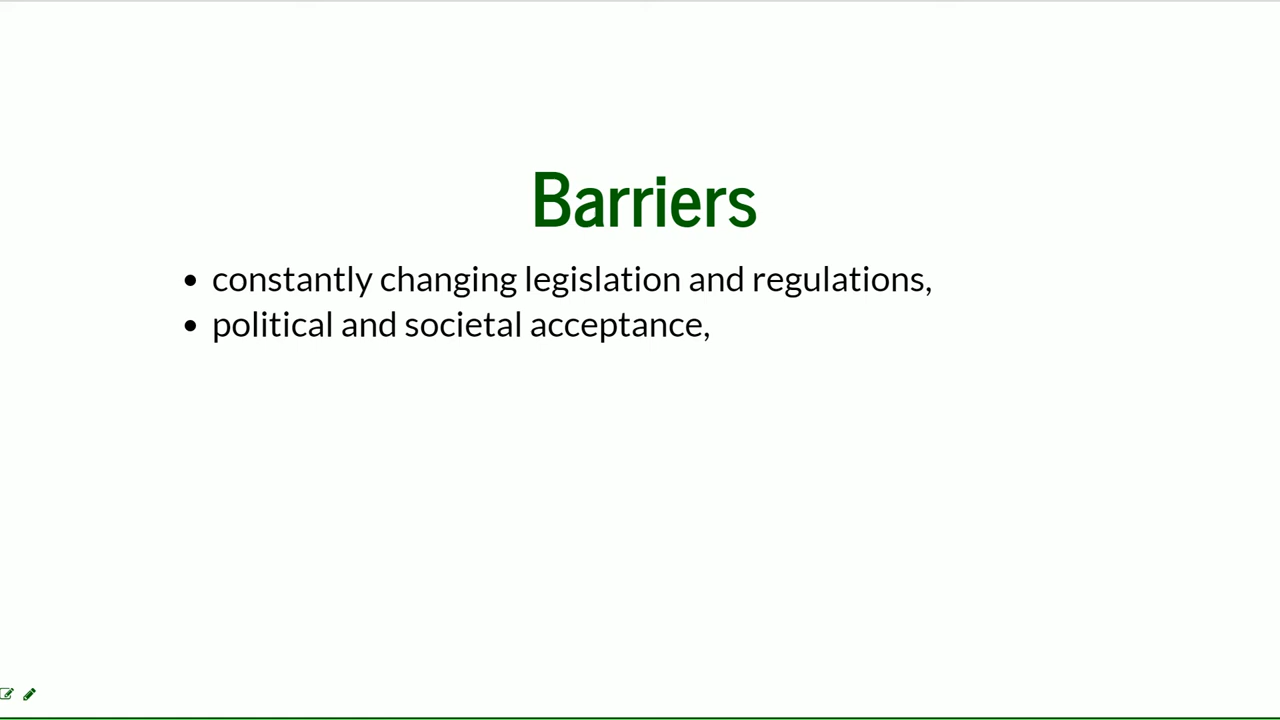 Barriers
constantly changing legislation and regulations,
political and societal acceptance,